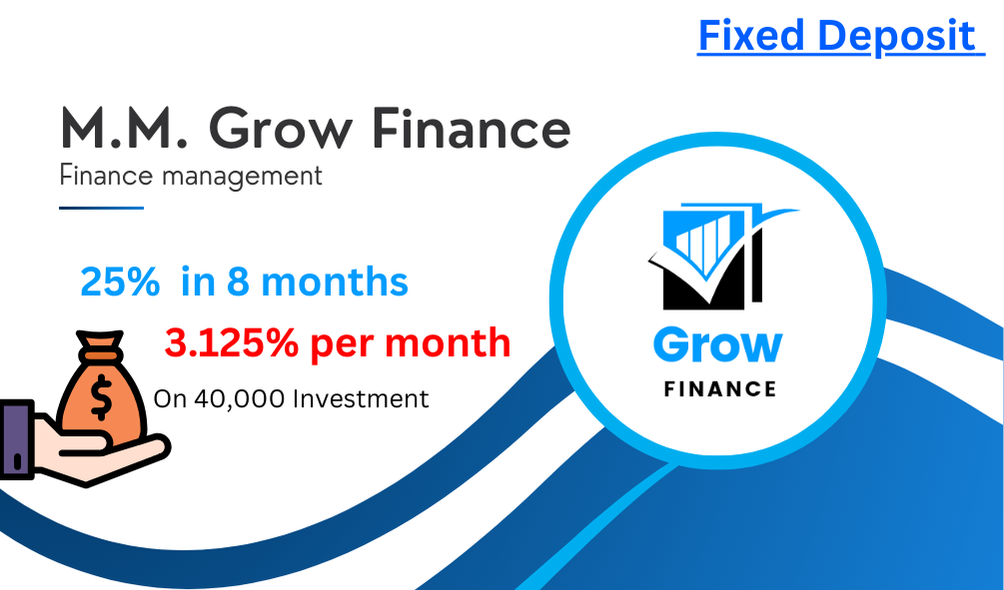 Fixed Deposit
M.M. Grow Finance
Finance management
25% in 8 months
3.125% per month
$
On 40,000 Investment
Grow
FINANCE